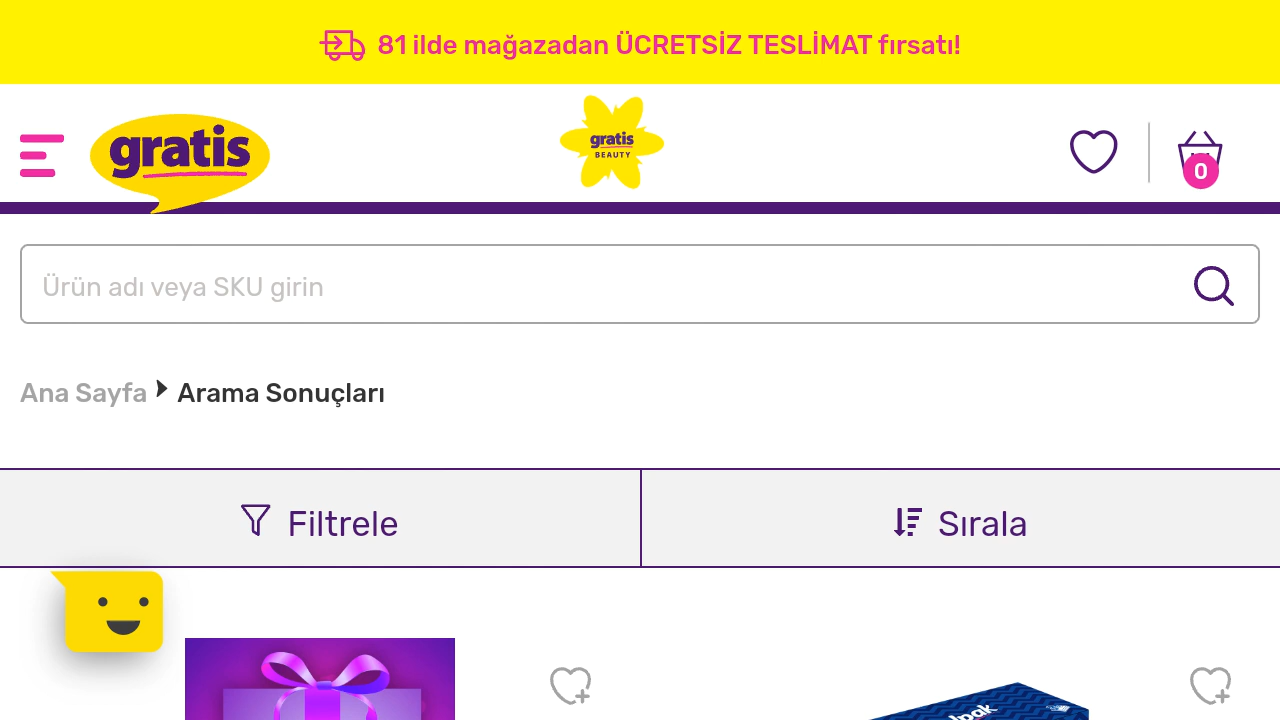 81 ilde mağazadan ÜCRETSİZ TESLİMAT fırsatı!
gratis
gratis
BEAUTY
0
Ürün adı veya SKU girin
Ana Sayfa Arama Sonuçları
Filtrele
Sırala